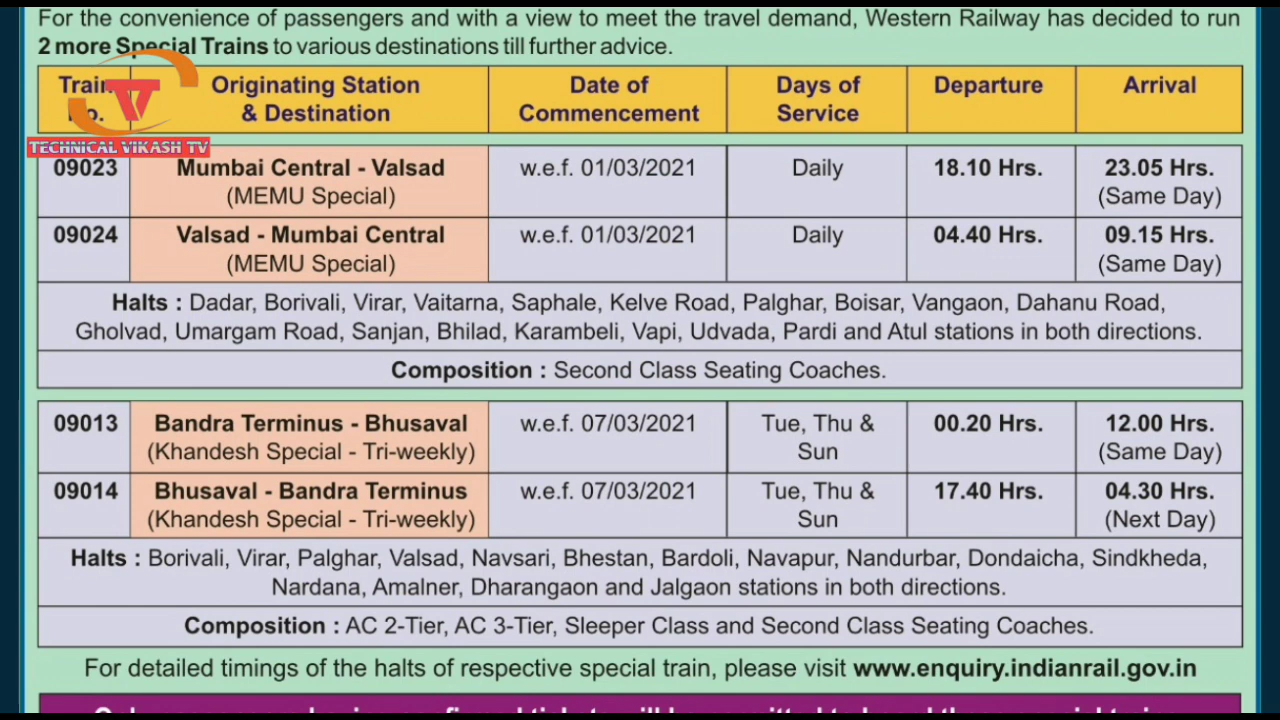 For the convenience of passengers and with a view to meet the travel demand, Western Railway has decided to run
2 more Special Trains to various destinations till further advice.
Train No. Originating Station & Destination Date of Commencement Days of Service Departure Arrival
TECHNICAL VIKASH TV
09023 Mumbai Central - Valsad w.e.f. 01/03/2021 Daily 18.10 Hrs. 23.05 Hrs.
(MEMU Special) (Same Day)
09024 Valsad - Mumbai Central w.e.f. 01/03/2021 Daily 04.40 Hrs. 09.15 Hrs.
(MEMU Special) (Same Day)
Halts : Dadar, Borivali, Virar, Vaitarna, Saphale, Kelve Road, Palghar, Boisar, Vangaon, Dahanu Road,
Gholvad, Umargam Road, Sanjan, Bhilad, Karambeli, Vapi, Udvada, Pardi and Atul stations in both directions.
Composition : Second Class Seating Coaches.
09013 Bandra Terminus - Bhusaval w.e.f. 07/03/2021 Tue, Thu & 00.20 Hrs. 12.00 Hrs.
(Khandesh Special - Tri-weekly) Sun (Same Day)
09014 Bhusaval - Bandra Terminus w.e.f. 07/03/2021 Tue, Thu & 17.40 Hrs. 04.30 Hrs.
(Khandesh Special - Tri-weekly) Sun (Next Day)
Halts : Borivali, Virar, Palghar, Valsad, Navsari, Bhestan, Bardoli, Navapur, Nandurbar, Dondaicha, Sindkheda,
Nardana, Amalner, Dharangaon and Jalgaon stations in both directions.
Composition : AC 2-Tier, AC 3-Tier, Sleeper Class and Second Class Seating Coaches.
For detailed timings of the halts of respective special train, please visit www.enquiry.indianrail.gov.in